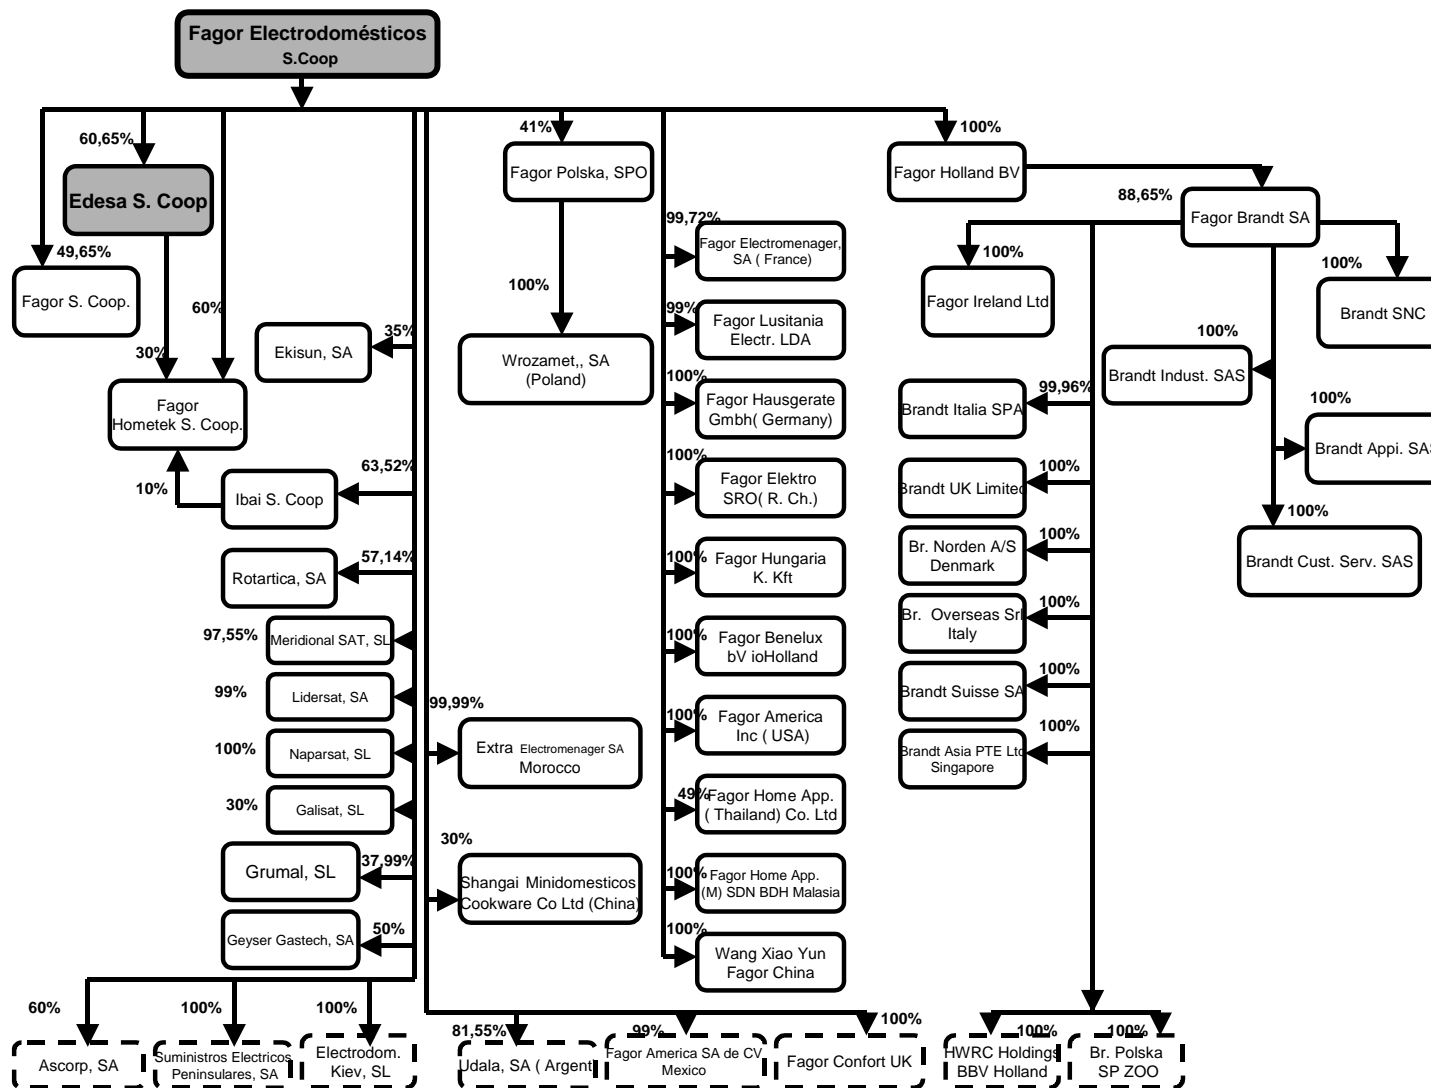 Fagor Electrodomésticos
S.Coop
60,65%
41%
100%
Edesa S. Coop
Fagor Polska, SPO
Fagor Holland BV
88,65%
Fagor Brandt SA
49,65%
Fagor S. Coop.
60%
30%
Fagor
Hometek S. Coop.
10%
35%
Ekisun, SA
63,52%
Ibai S. Coop
57,14%
Rotartica, SA
97,55%
Meridional SAT, SL
99%
Lidersat, SA
100%
Naparsat, SL
30%
Galisat, SL
37,99%
Grumal, SL
50%
Geyser Gastech, SA
60%
Ascorp, SA
100%
Suministros Electricos
Peninsulares, SA
100%
Electrodom.
Kiev, SL
100%
Wrozamet,, SA
(Poland)
99,99%
Extra Electromenager SA
Morocco
30%
Shangai Minidomesticos
Cookware Co Ltd (China)
99,72%
Fagor Electromenager,
SA ( France)
99%
Fagor Lusitania
Electr. LDA
100%
Fagor Hausgerate
Gmbh( Germany)
100%
Fagor Elektro
SRO( R. Ch.)
100%
Fagor Hungaria
K. Kft
100%
Fagor Benelux
bV ioHolland
100%
Fagor America
Inc ( USA)
49%
Fagor Home App.
( Thailand) Co. Ltd
100%
Fagor Home App.
(M) SDN BDH Malasia
100%
Wang Xiao Yun
Fagor China
81,55%
Udala, SA ( Argent
99%
Fagor America SA de CV
Mexico
100%
Fagor Confort UK
100%
Fagor Ireland Ltd
100%
Brandt SNC
100%
Brandt Indust. SAS
100%
Brandt Appi. SAS
100%
Brandt Cust. Serv. SAS
99,96%
Brandt Italia SPA
100%
Brandt UK Limited
100%
Br. Norden A/S
Denmark
100%
Br. Overseas Srl
Italy
100%
Brandt Suisse SA
100%
Brandt Asia PTE Ltd
Singapore
100%
HWRC Holdings
BBV Holland
100%
Br. Polska
SP ZOO